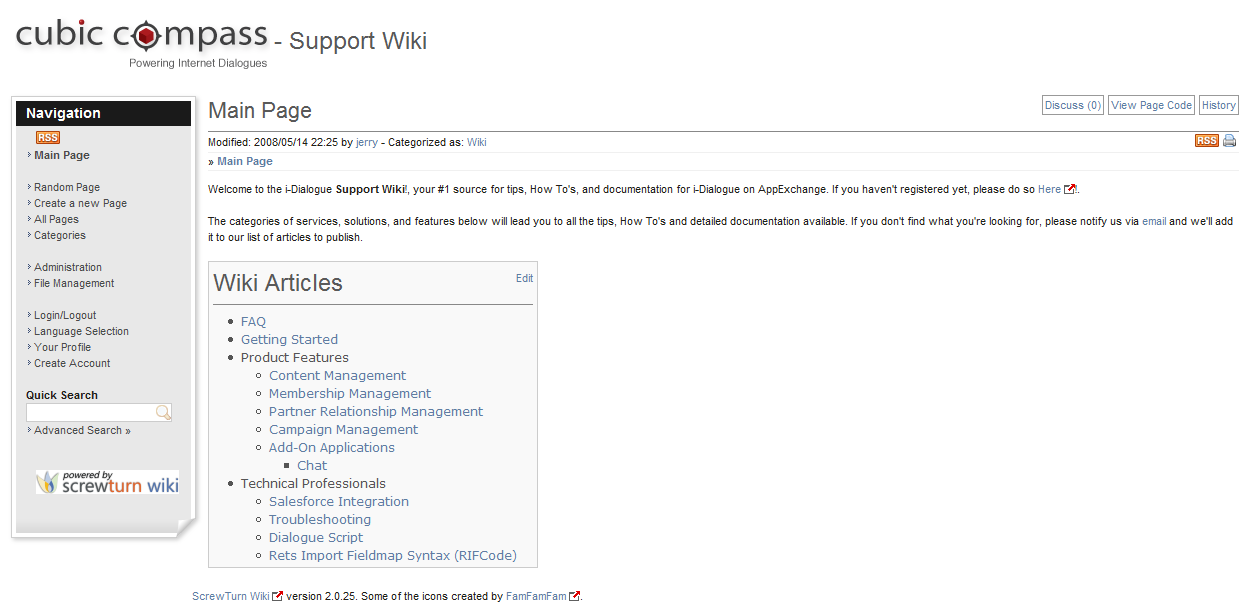 cubic compass - Support Wiki
Powering Internet Dialogues
Navigation
RSS
Main Page
Random Page
Create a new Page
All Pages
Categories
Administration
File Management
Login/Logout
Language Selection
Your Profile
Create Account
Quick Search
Advanced Search »
powered by
screwturn wiki
Main Page
Discuss (0) View Page Code History
Modified: 2008/05/14 22:25 by jerry - Categorized as: Wiki
RSS
» Main Page
Welcome to the i-Dialogue Support Wiki!, your #1 source for tips, How To's, and documentation for i-Dialogue on AppExchange. If you haven't registered yet, please do so Here !.
The categories of services, solutions, and features below will lead you to all the tips, How To's and detailed documentation available. If you don't find what you're looking for, please notify us via email and we'll add
it to our list of articles to publish.
Wiki Articles
Edit
FAQ
Getting Started
Product Features
Content Management
Membership Management
Partner Relationship Management
Campaign Management
Add-On Applications
Chat
Technical Professionals
Salesforce Integration
Troubleshooting
Dialogue Script
Rets Import Fieldmap Syntax (RIFCode)
ScrewTurn Wiki version 2.0.25. Some of the icons created by FamFamFam.